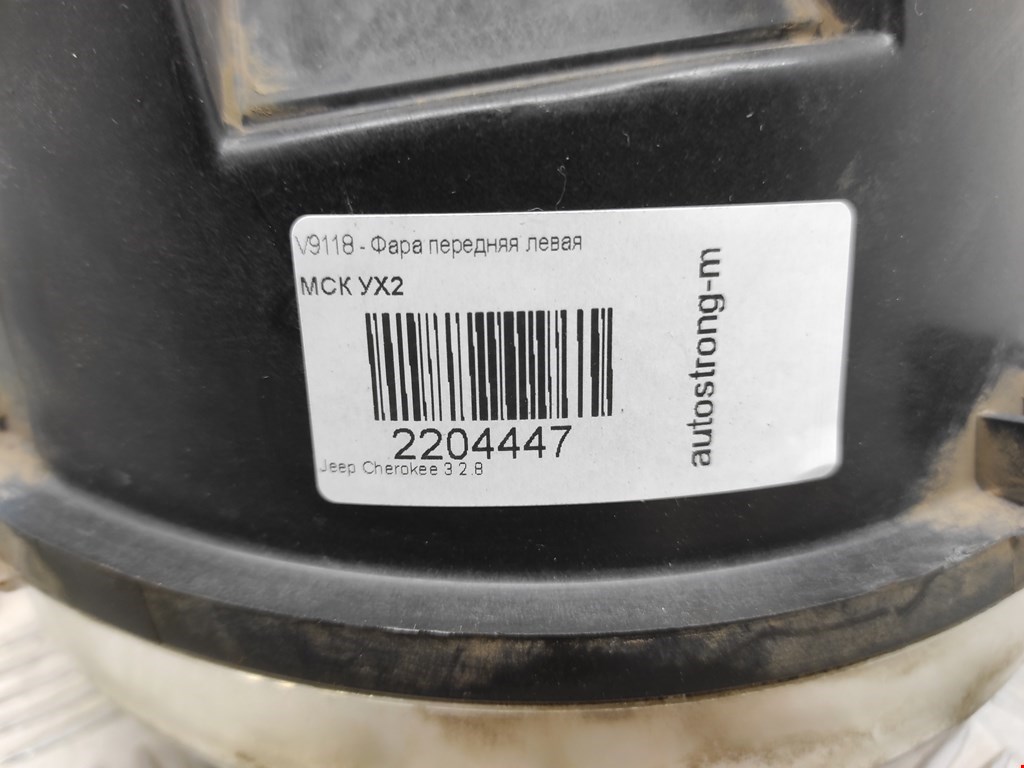 V9118 - Фара передняя левая
МСК УХ2
2204447
Jeep Cherokee 3 2.8
autostrong-m